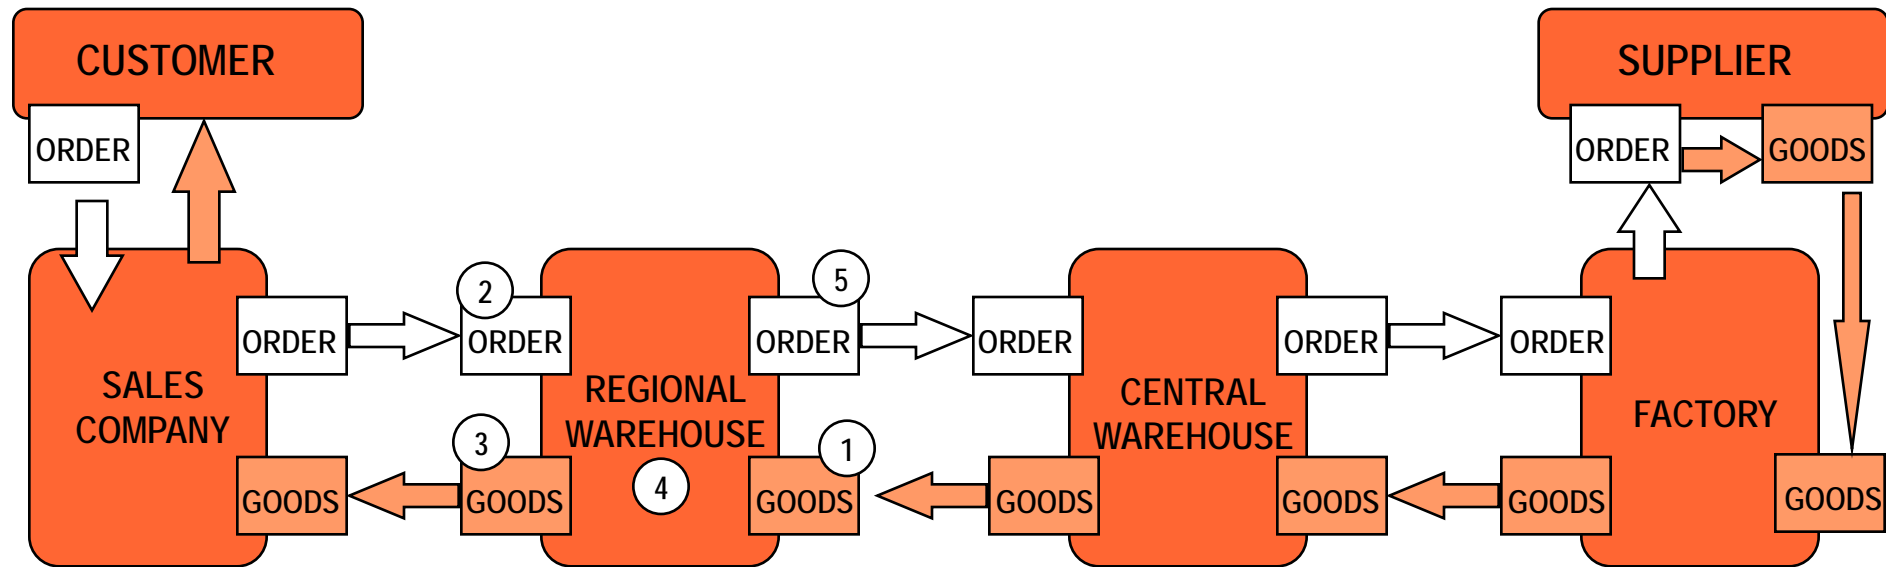 CUSTOMER
SUPPLIER
ORDER
ORDER
GOODS
2
5
ORDER
ORDER
ORDER
ORDER
ORDER
ORDER
SALES
COMPANY
REGIONAL
WAREHOUSE
CENTRAL
WAREHOUSE
FACTORY
3
4
1
GOODS
GOODS
GOODS
GOODS
GOODS
GOODS
GOODS